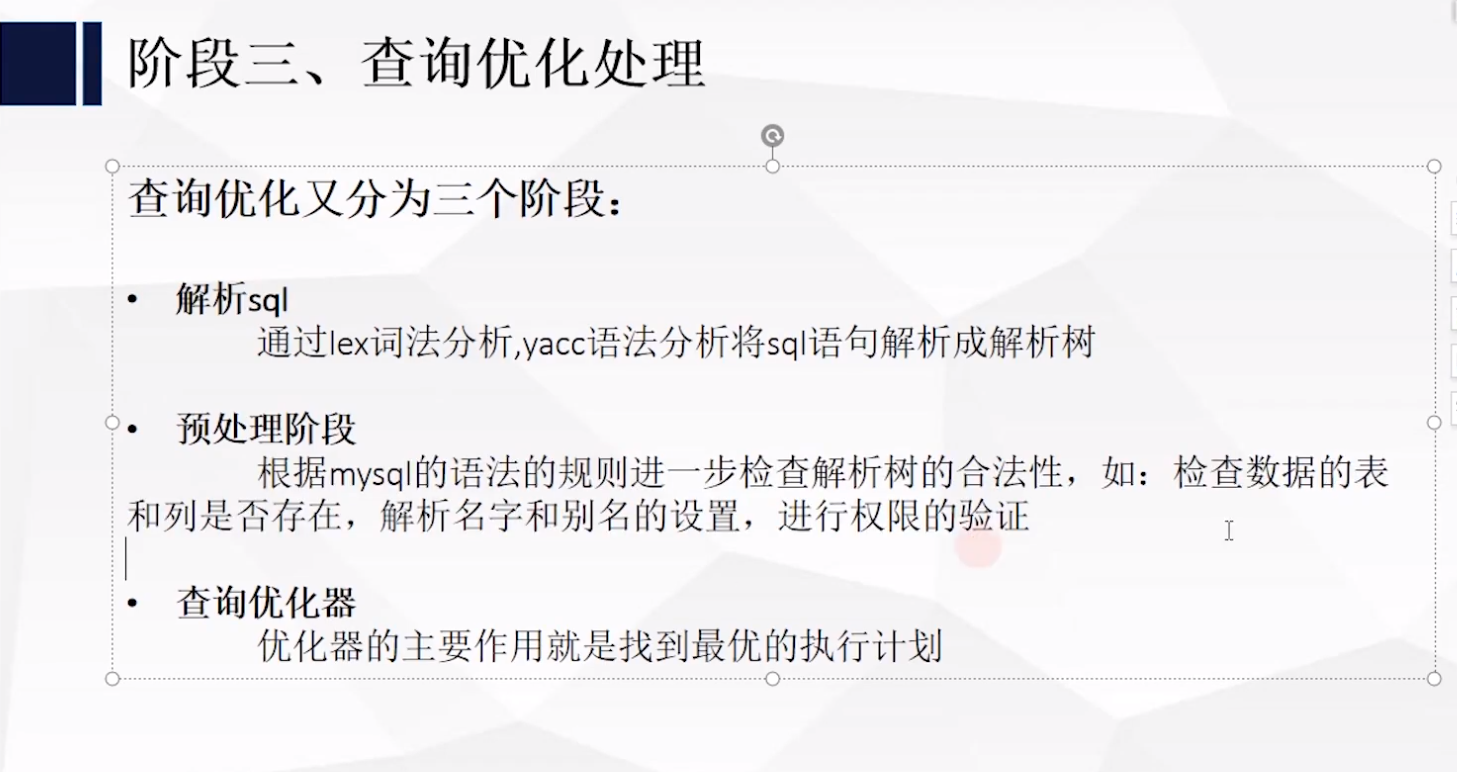 阶段三、查询优化处理
查询优化又分为三个阶段：
• 解析sql
通过lex词法分析,yacc语法分析将sql语句解析成解析树
• 预处理阶段
根据mysql的语法的规则进一步检查解析树的合法性，如：检查数据的表
和列是否存在，解析名字和别名的设置，进行权限的验证
• 查询优化器
优化器的主要作用就是找到最优的执行计划